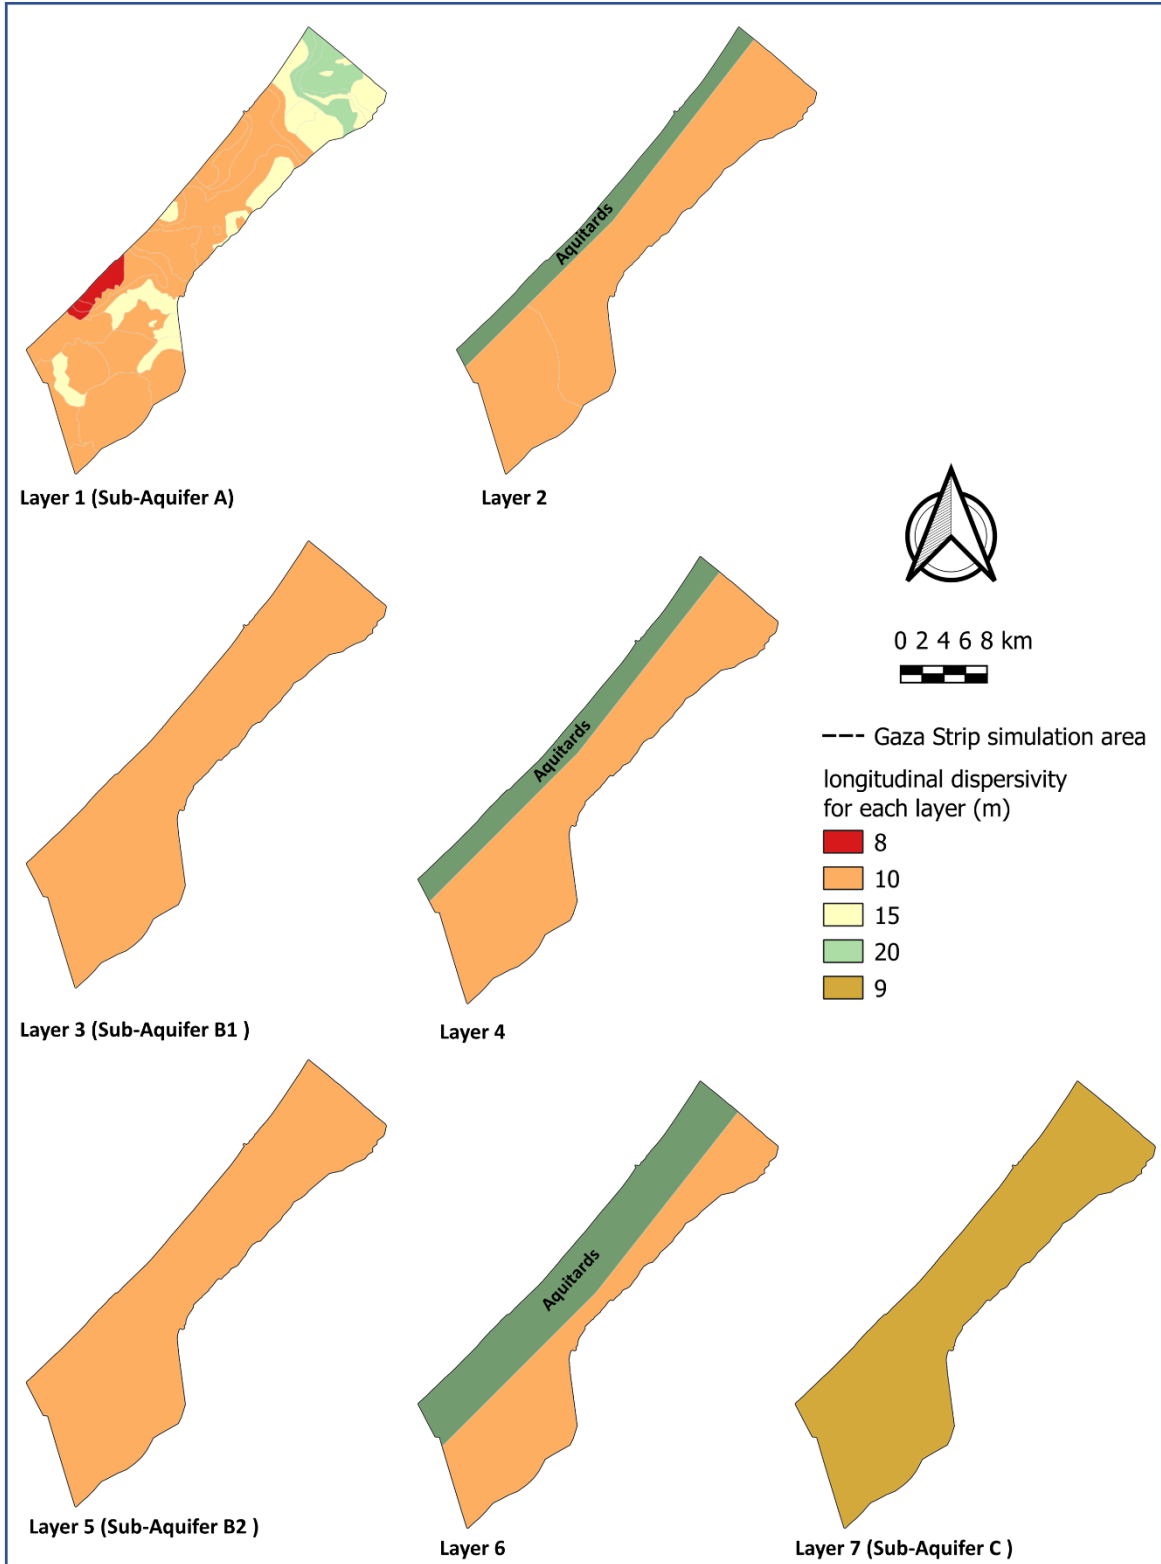 Aquitards
Layer 1 (Sub-Aquifer A)
Layer 2
0 2 4 6 8 km
Gaza Strip simulation area
longitudinal dispersivity
for each layer (m)
8
10
15
20
9
Aquitards
Layer 3 (Sub-Aquifer B1 )
Layer 4
Aquitards
Layer 5 (Sub-Aquifer B2 )
Layer 6
Layer 7 (Sub-Aquifer C )